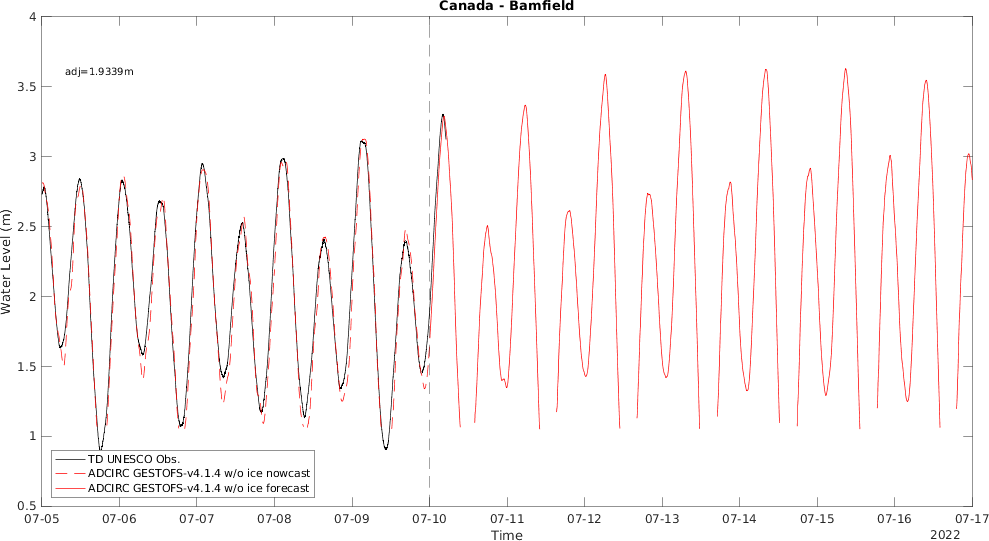 Canada - Bamfield
adj=1.9339m
Water Level (m)
4
3.5
3
2.5
2
1.5
1
0.5
TD UNESCO Obs.
ADCIRC GESTOFS-v4.1.4 w/o ice nowcast
ADCIRC GESTOFS-v4.1.4 w/o ice forecast
07-05 07-06 07-07 07-08 07-09 07-10 07-11 07-12 07-13 07-14 07-15 07-16 07-17
Time
2022